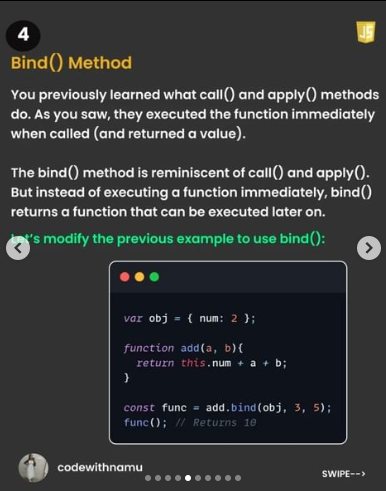 4
JS
Bind() Method
You previously learned what call() and apply() methods
do. As you saw, they executed the function immediately
when called (and returned a value).
The bind() method is reminiscent of call() and apply().
But instead of executing a function immediately, bind()
returns a function that can be executed later on.
Let's modify the previous example to use bind():
var obj = { num: 2 };
function add(a, b){
return this.num + a + b;
}
const func = add.bind(obj, 3, 5);
func(); // Returns 10
codewithnamu
SWIPE-->